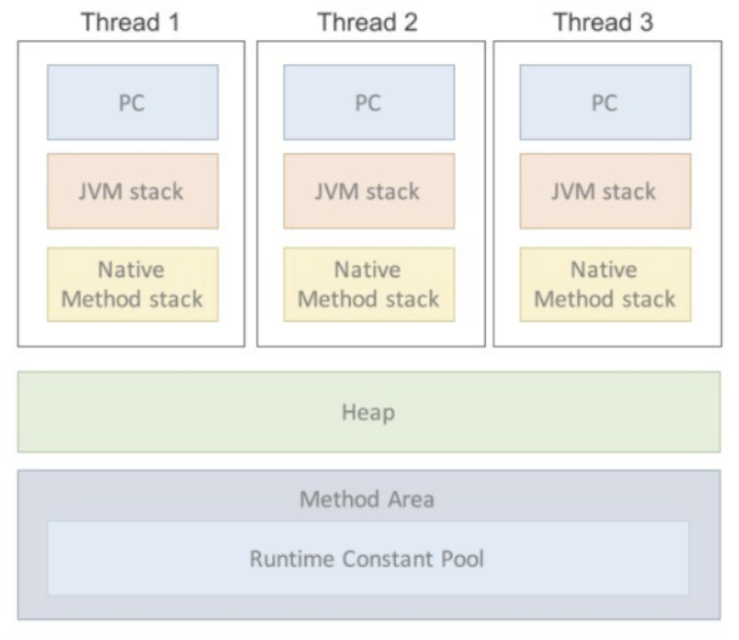 Thread 1
Thread 2
Thread 3
PC
PC
PC
JVM stack
JVM stack
JVM stack
Native
Method stack
Native
Method stack
Native
Method stack
Heap
Method Area
Runtime Constant Pool